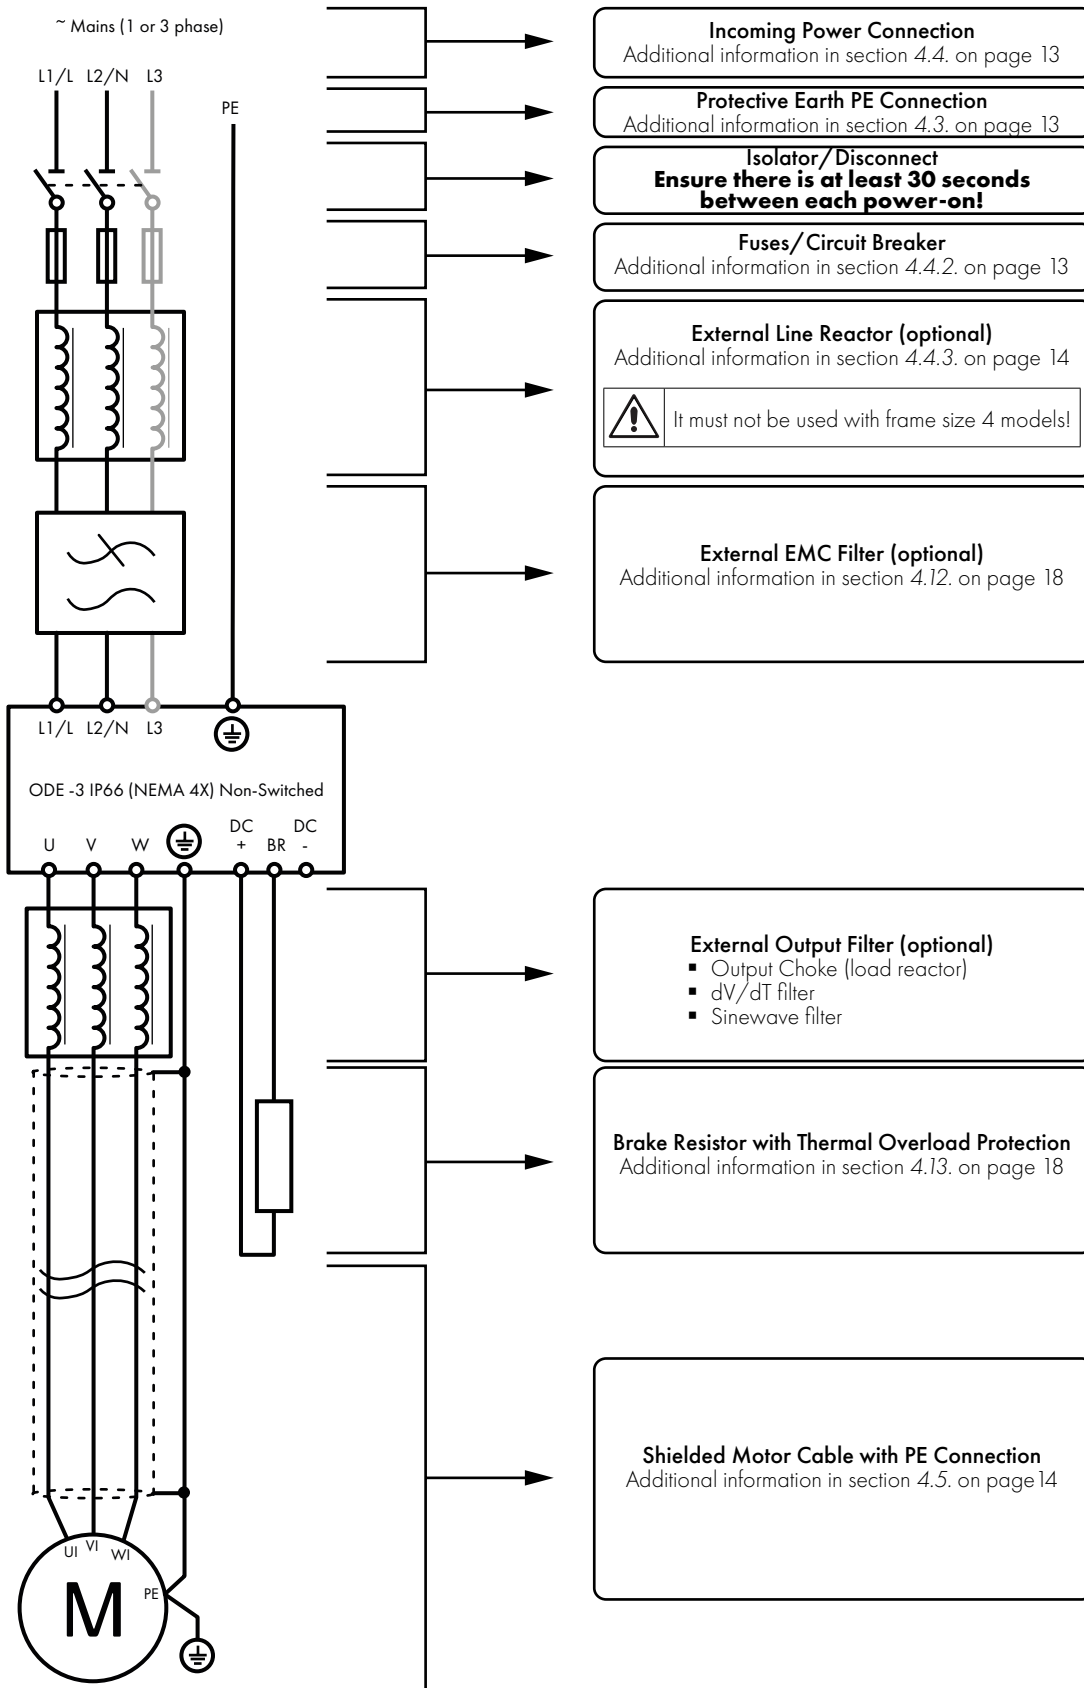 ~ Mains (1 or 3 phase)
L1/L L2/N L3
PE
Incoming Power Connection
Additional information in section 4.4. on page 13
Protective Earth PE Connection
Additional information in section 4.3. on page 13
Isolator/Disconnect
Ensure there is at least 30 seconds
between each power-on!
Fuses/Circuit Breaker
Additional information in section 4.4.2. on page 13
External Line Reactor (optional)
Additional information in section 4.4.3. on page 14
It must not be used with frame size 4 models!
External EMC Filter (optional)
Additional information in section 4.12. on page 18
L1/L L2/N L3
ODE -3 IP66 (NEMA 4X) Non-Switched
U V W DC + BR DC -
External Output Filter (optional)
▪ Output Choke (load reactor)
▪ dV/dT filter
▪ Sinewave filter
Brake Resistor with Thermal Overload Protection
Additional information in section 4.13. on page 18
Shielded Motor Cable with PE Connection
Additional information in section 4.5. on page14
UI VI WI
PE
M